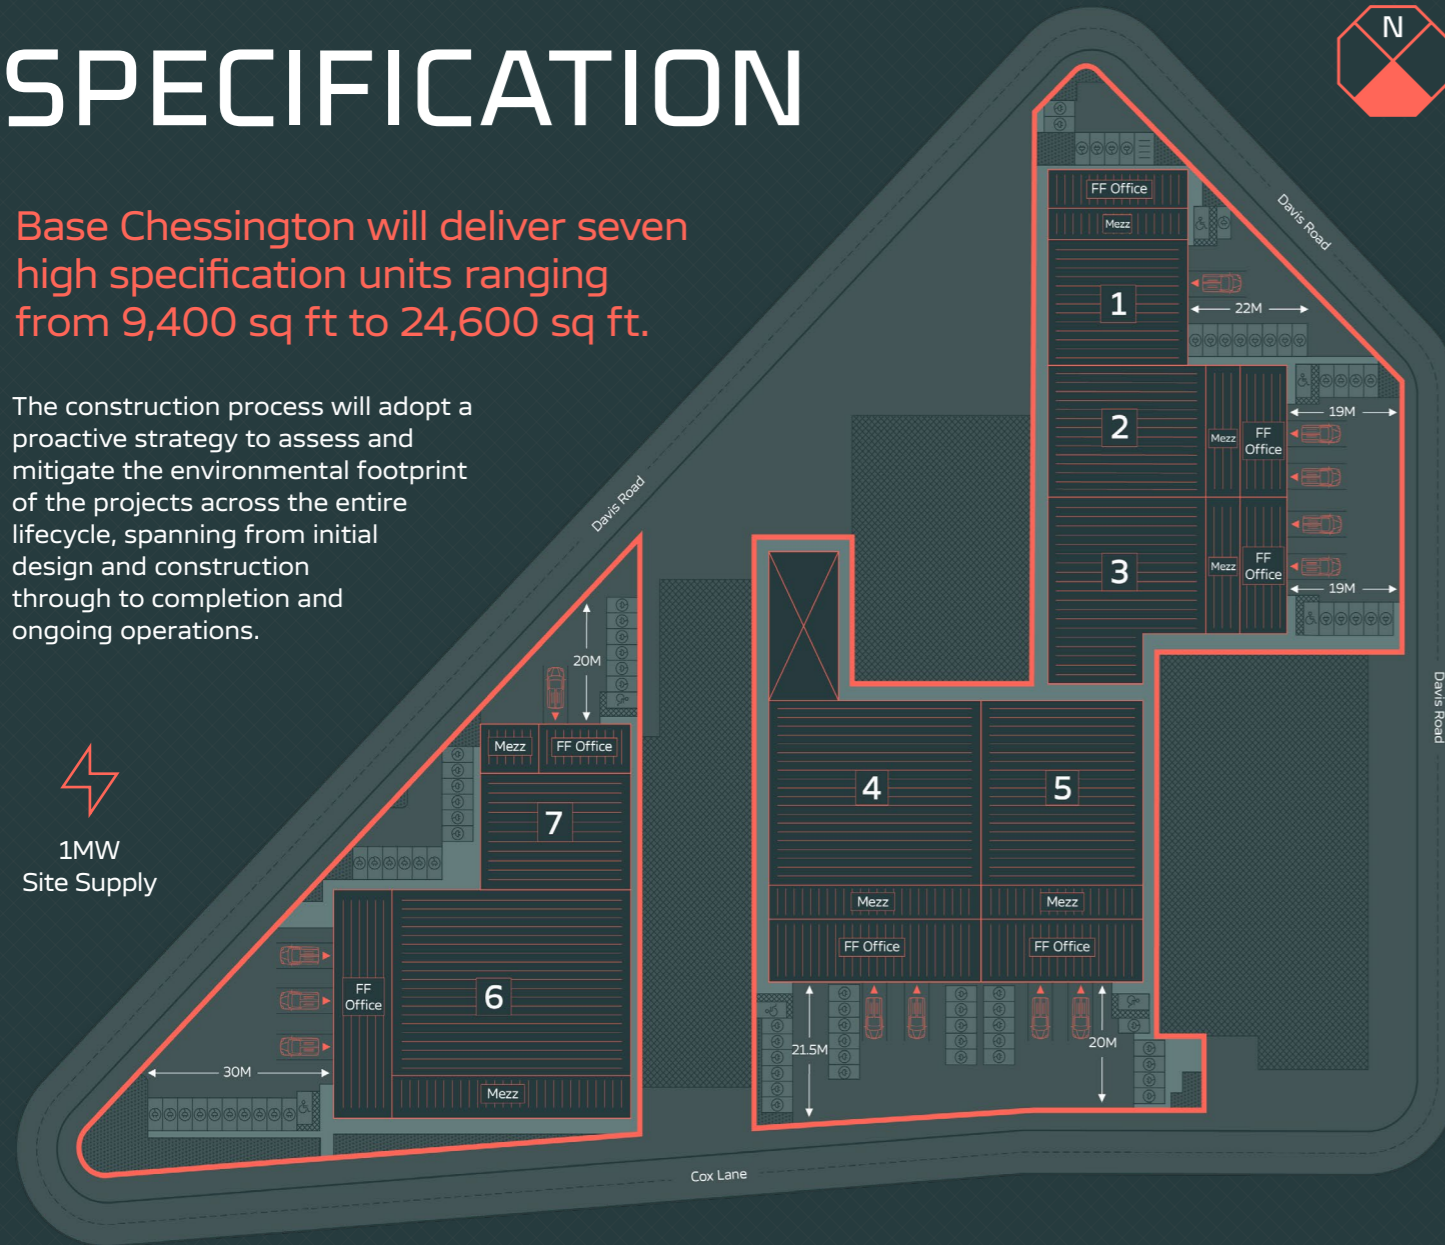 SPECIFICATION
N
Base Chessington will deliver seven
high specification units ranging
from 9,400 sq ft to 24,600 sq ft.
The construction process will adopt a
proactive strategy to assess and
mitigate the environmental footprint
of the projects across the entire
lifecycle, spanning from initial
design and construction
through to completion and
ongoing operations.
1MW
Site Supply
Davis Road
FF Office
Mezz
1
22M
2
Mezz
FF
Office
19M
3
Mezz
FF
Office
19M
Davis Road
Davis Road
20M
Mezz
FF Office
7
4
5
Mezz
Mezz
FF Office
FF Office
FF
Office
6
Mezz
30M
21.5M
20M
Cox Lane